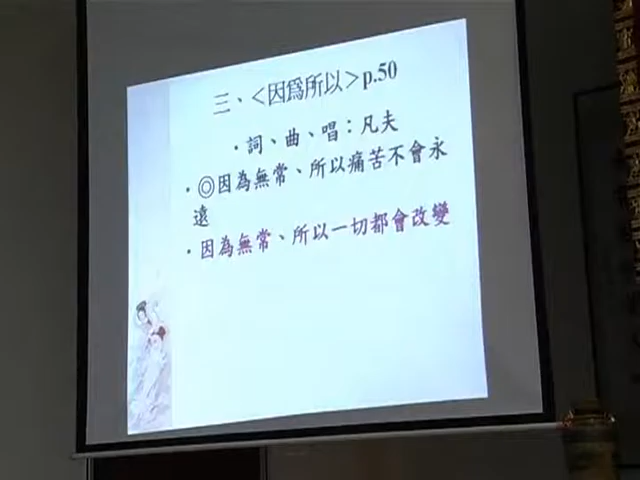 三、<因為所以>p.50
•詞、曲、唱：凡夫
•◎因為無常、所以痛苦不會永
遠
•因為無常、所以一切都會改變